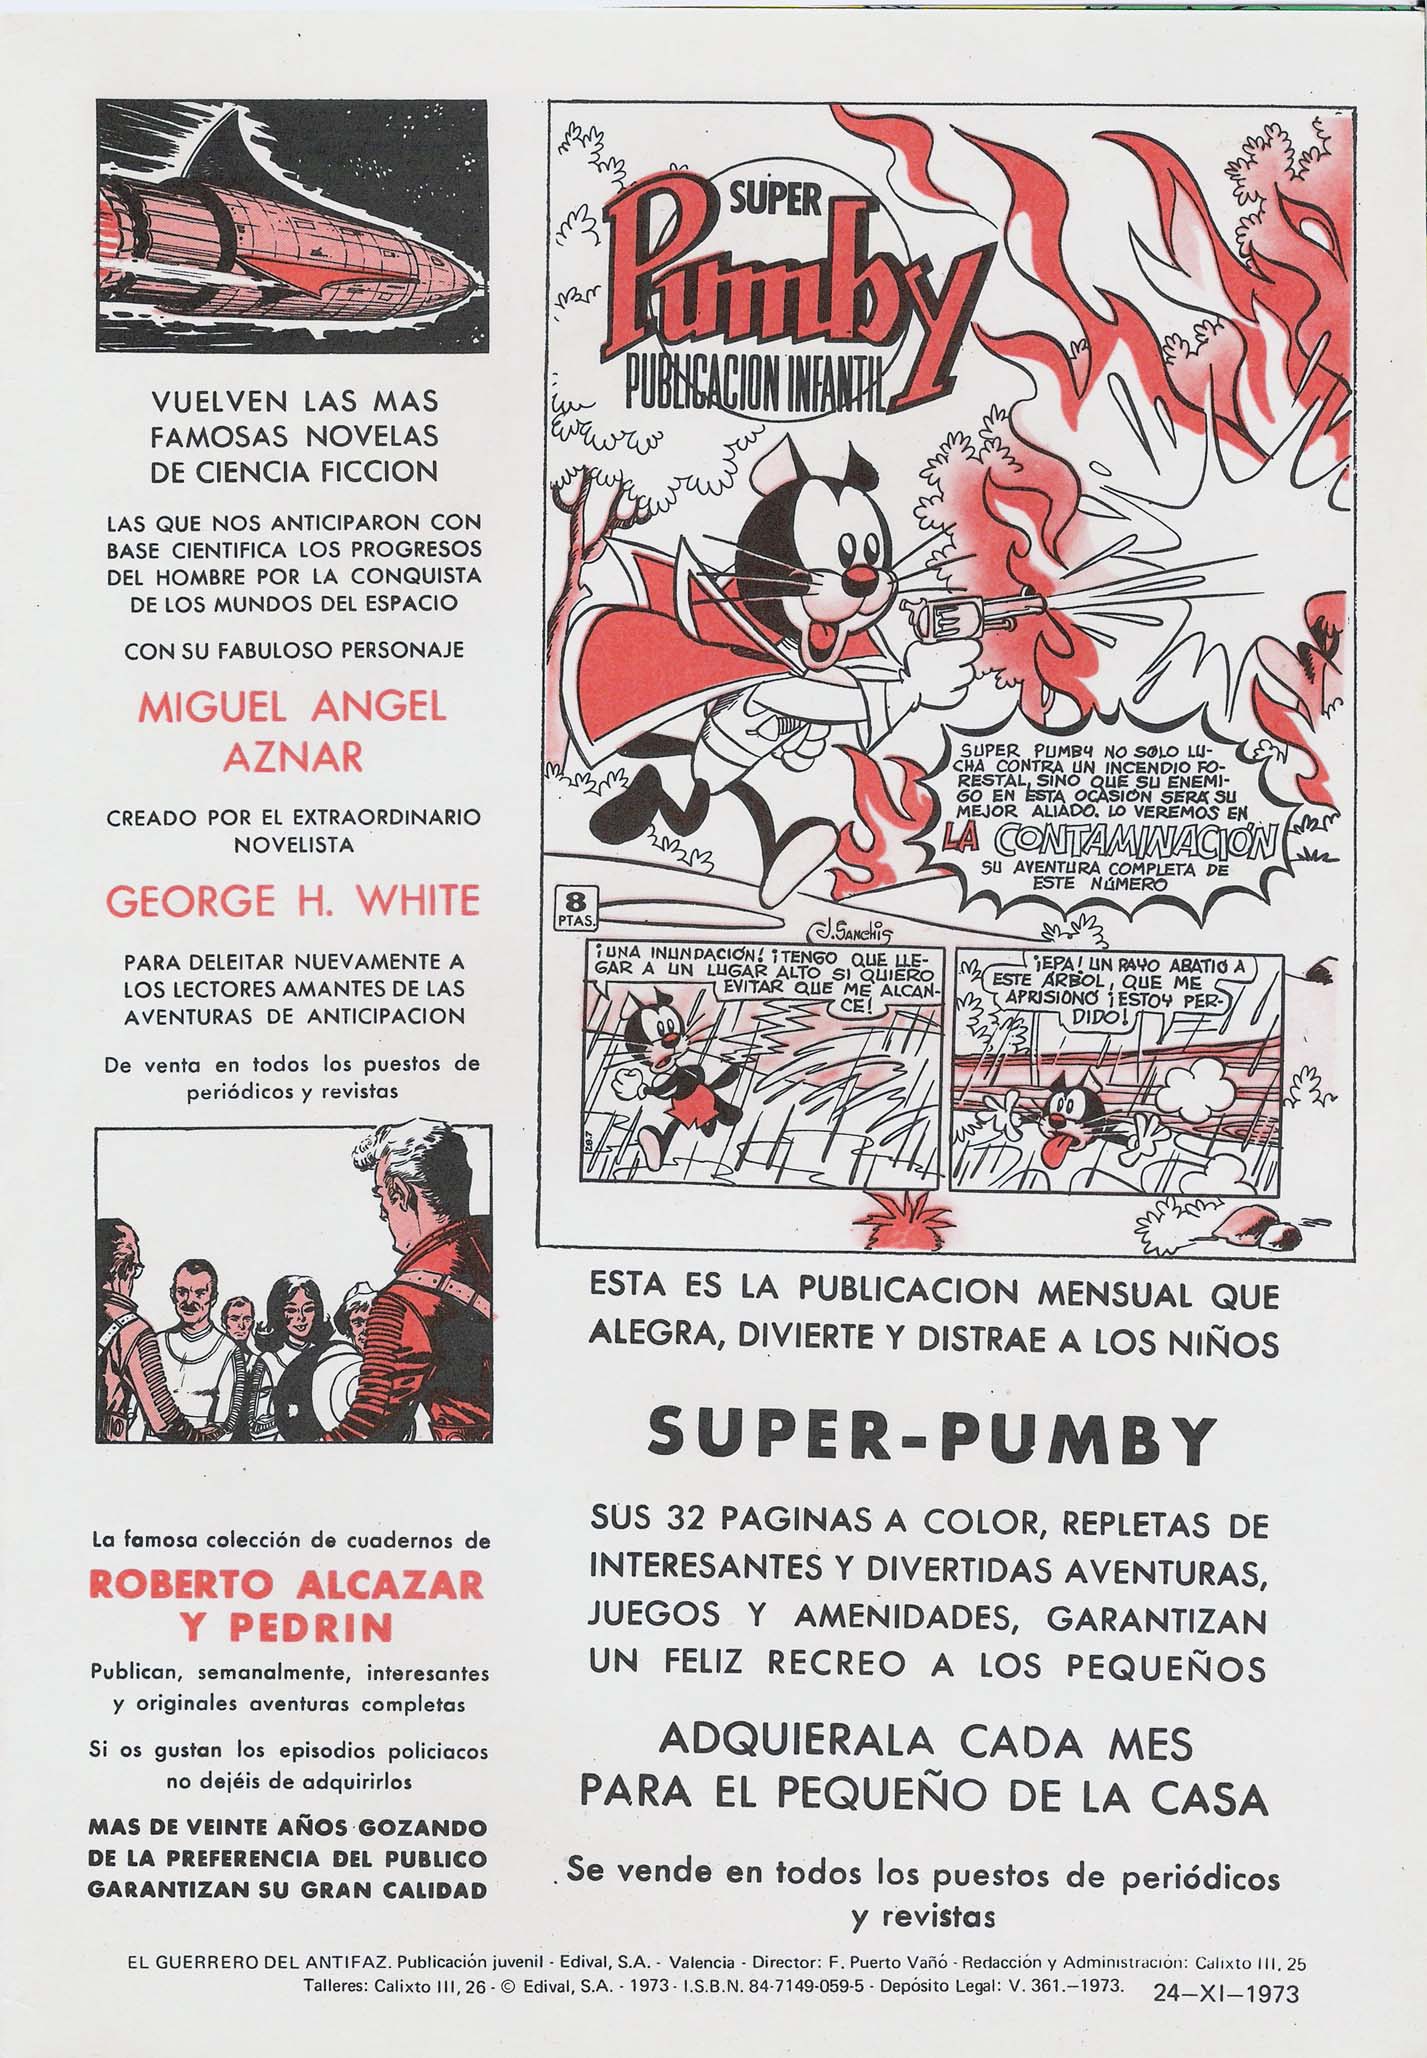 VUELVEN LAS MAS
FAMOSAS NOVELAS
DE CIENCIA FICCION
LAS QUE NOS ANTICIPARON CON
BASE CIENTIFICA LOS PROGRESOS
DEL HOMBRE POR LA CONQUISTA
DE LOS MUNDOS DEL ESPACIO
CON SU FABULOSO PERSONAJE
MIGUEL ANGEL
AZNAR
CREADO POR EL EXTRAORDINARIO
NOVELISTA
GEORGE H. WHITE
PARA DELEITAR NUEVAMENTE A
LOS LECTORES AMANTES DE LAS
AVENTURAS DE ANTICIPACION
De venta en todos los puestos de
periódicos y revistas
La famosa colección de cuadernos de
ROBERTO ALCAZAR
Y PEDRIN
Publican, semanalmente, interesantes
y originales aventuras completas
Si os gustan los episodios policiacos
no dejéis de adquirirlos
MAS DE VEINTE AÑOS GOZANDO
DE LA PREFERENCIA DEL PUBLICO
GARANTIZAN SU GRAN CALIDAD
SUPER
Pumby
PUBLICACION INFANTIL
SUPER PUMBY NO SOLO LU-
CHA CONTRA UN INCENDIO FO-
RESTAL, SINO QUE SU ENEMI-
GO EN ESTA OCASIÓN SERÁ SU
MEJOR ALIADO. LO VEREMOS EN
LA CONTAMINACIÓN
SU AVENTURA COMPLETA DE
ESTE NÚMERO
8
PTAS.
J. SANCHIS
¡UNA INUNDACIÓN! ¡TENGO QUE LLE-
GAR A UN LUGAR ALTO SI QUIERO
EVITAR QUE ME ALCAN-
CE!
287
¡EPA! UN RAYO ABATIÓ A
ESTE ÁRBOL, QUE ME
APRISIONÓ ¡ESTOY PER-
DIDO!
ESTA ES LA PUBLICACION MENSUAL QUE
ALEGRA, DIVIERTE Y DISTRAE A LOS NIÑOS
SUPER-PUMBY
SUS 32 PAGINAS A COLOR, REPLETAS DE
INTERESANTES Y DIVERTIDAS AVENTURAS,
JUEGOS Y AMENIDADES, GARANTIZAN
UN FELIZ RECREO A LOS PEQUEÑOS
ADQUIERALA CADA MES
PARA EL PEQUEÑO DE LA CASA
Se vende en todos los puestos de periódicos
y revistas
EL GUERRERO DEL ANTIFAZ. Publicación juvenil - Edival, S.A. - Valencia - Director: F. Puerto Vañó - Redacción y Administración: Calixto III, 25
Talleres: Calixto III, 26 - © Edival, S.A. - 1973 - I.S.B.N. 84-7149-059-5 - Depósito Legal: V. 361.—1973. 24—XI—1973